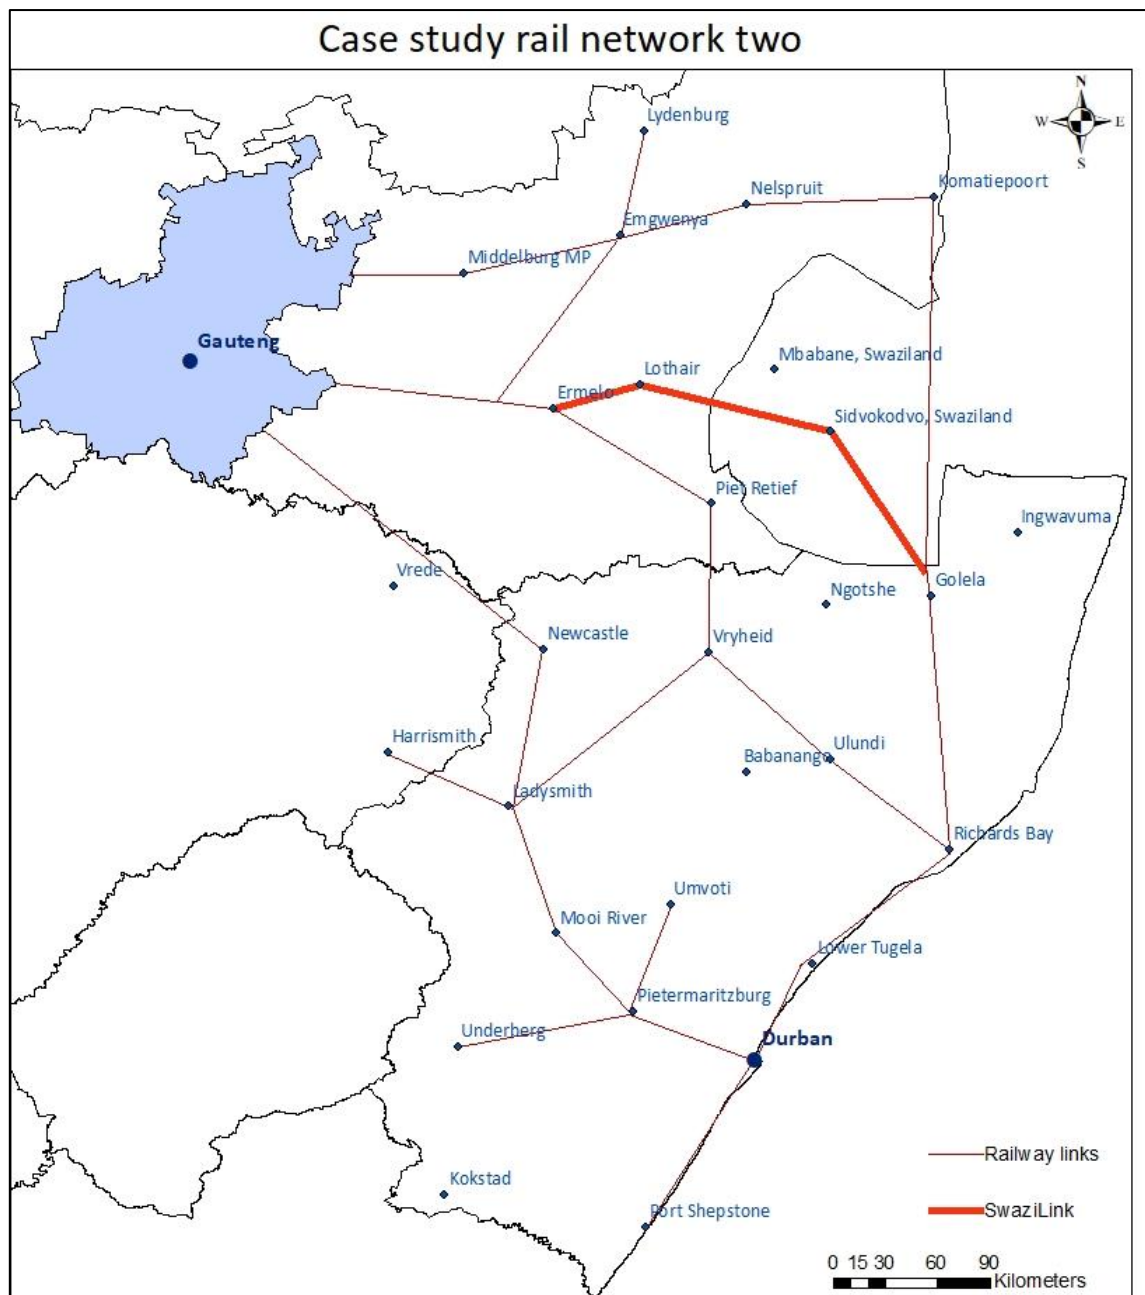 Case study rail network two
N
W E
S
Lydenburg
Nelspruit
Komatiepoort
Emgwenya
Middelburg MP
Gauteng
Mbabane, Swaziland
Lothair
Ermelo
Sidvokodvo, Swaziland
Piet Retief
Ingwavuma
Vrede
Ngotshe
Golela
Newcastle
Vryheid
Harrismith
Babanango
Ulundi
Ladysmith
Richards Bay
Umvoti
Mooi River
Lower Tugela
Pietermaritzburg
Underberg
Durban
Railway links
Kokstad
Port Shepstone
SwaziLink
0 15 30 60 90
Kilometers